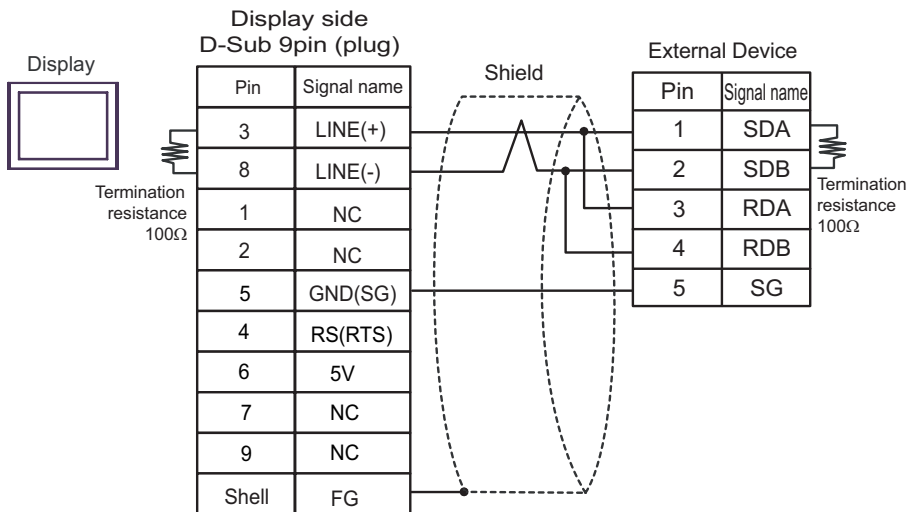 Display side
D-Sub 9pin (plug)
Display
Shield
External Device
Pin Signal name
3 LINE(+)
8 LINE(-)
1 NC
2 NC
5 GND(SG)
4 RS(RTS)
6 5V
7 NC
9 NC
Shell FG
Termination
resistance
100Ω
Pin Signal name
1 SDA
2 SDB
3 RDA
4 RDB
5 SG
Termination
resistance
100Ω